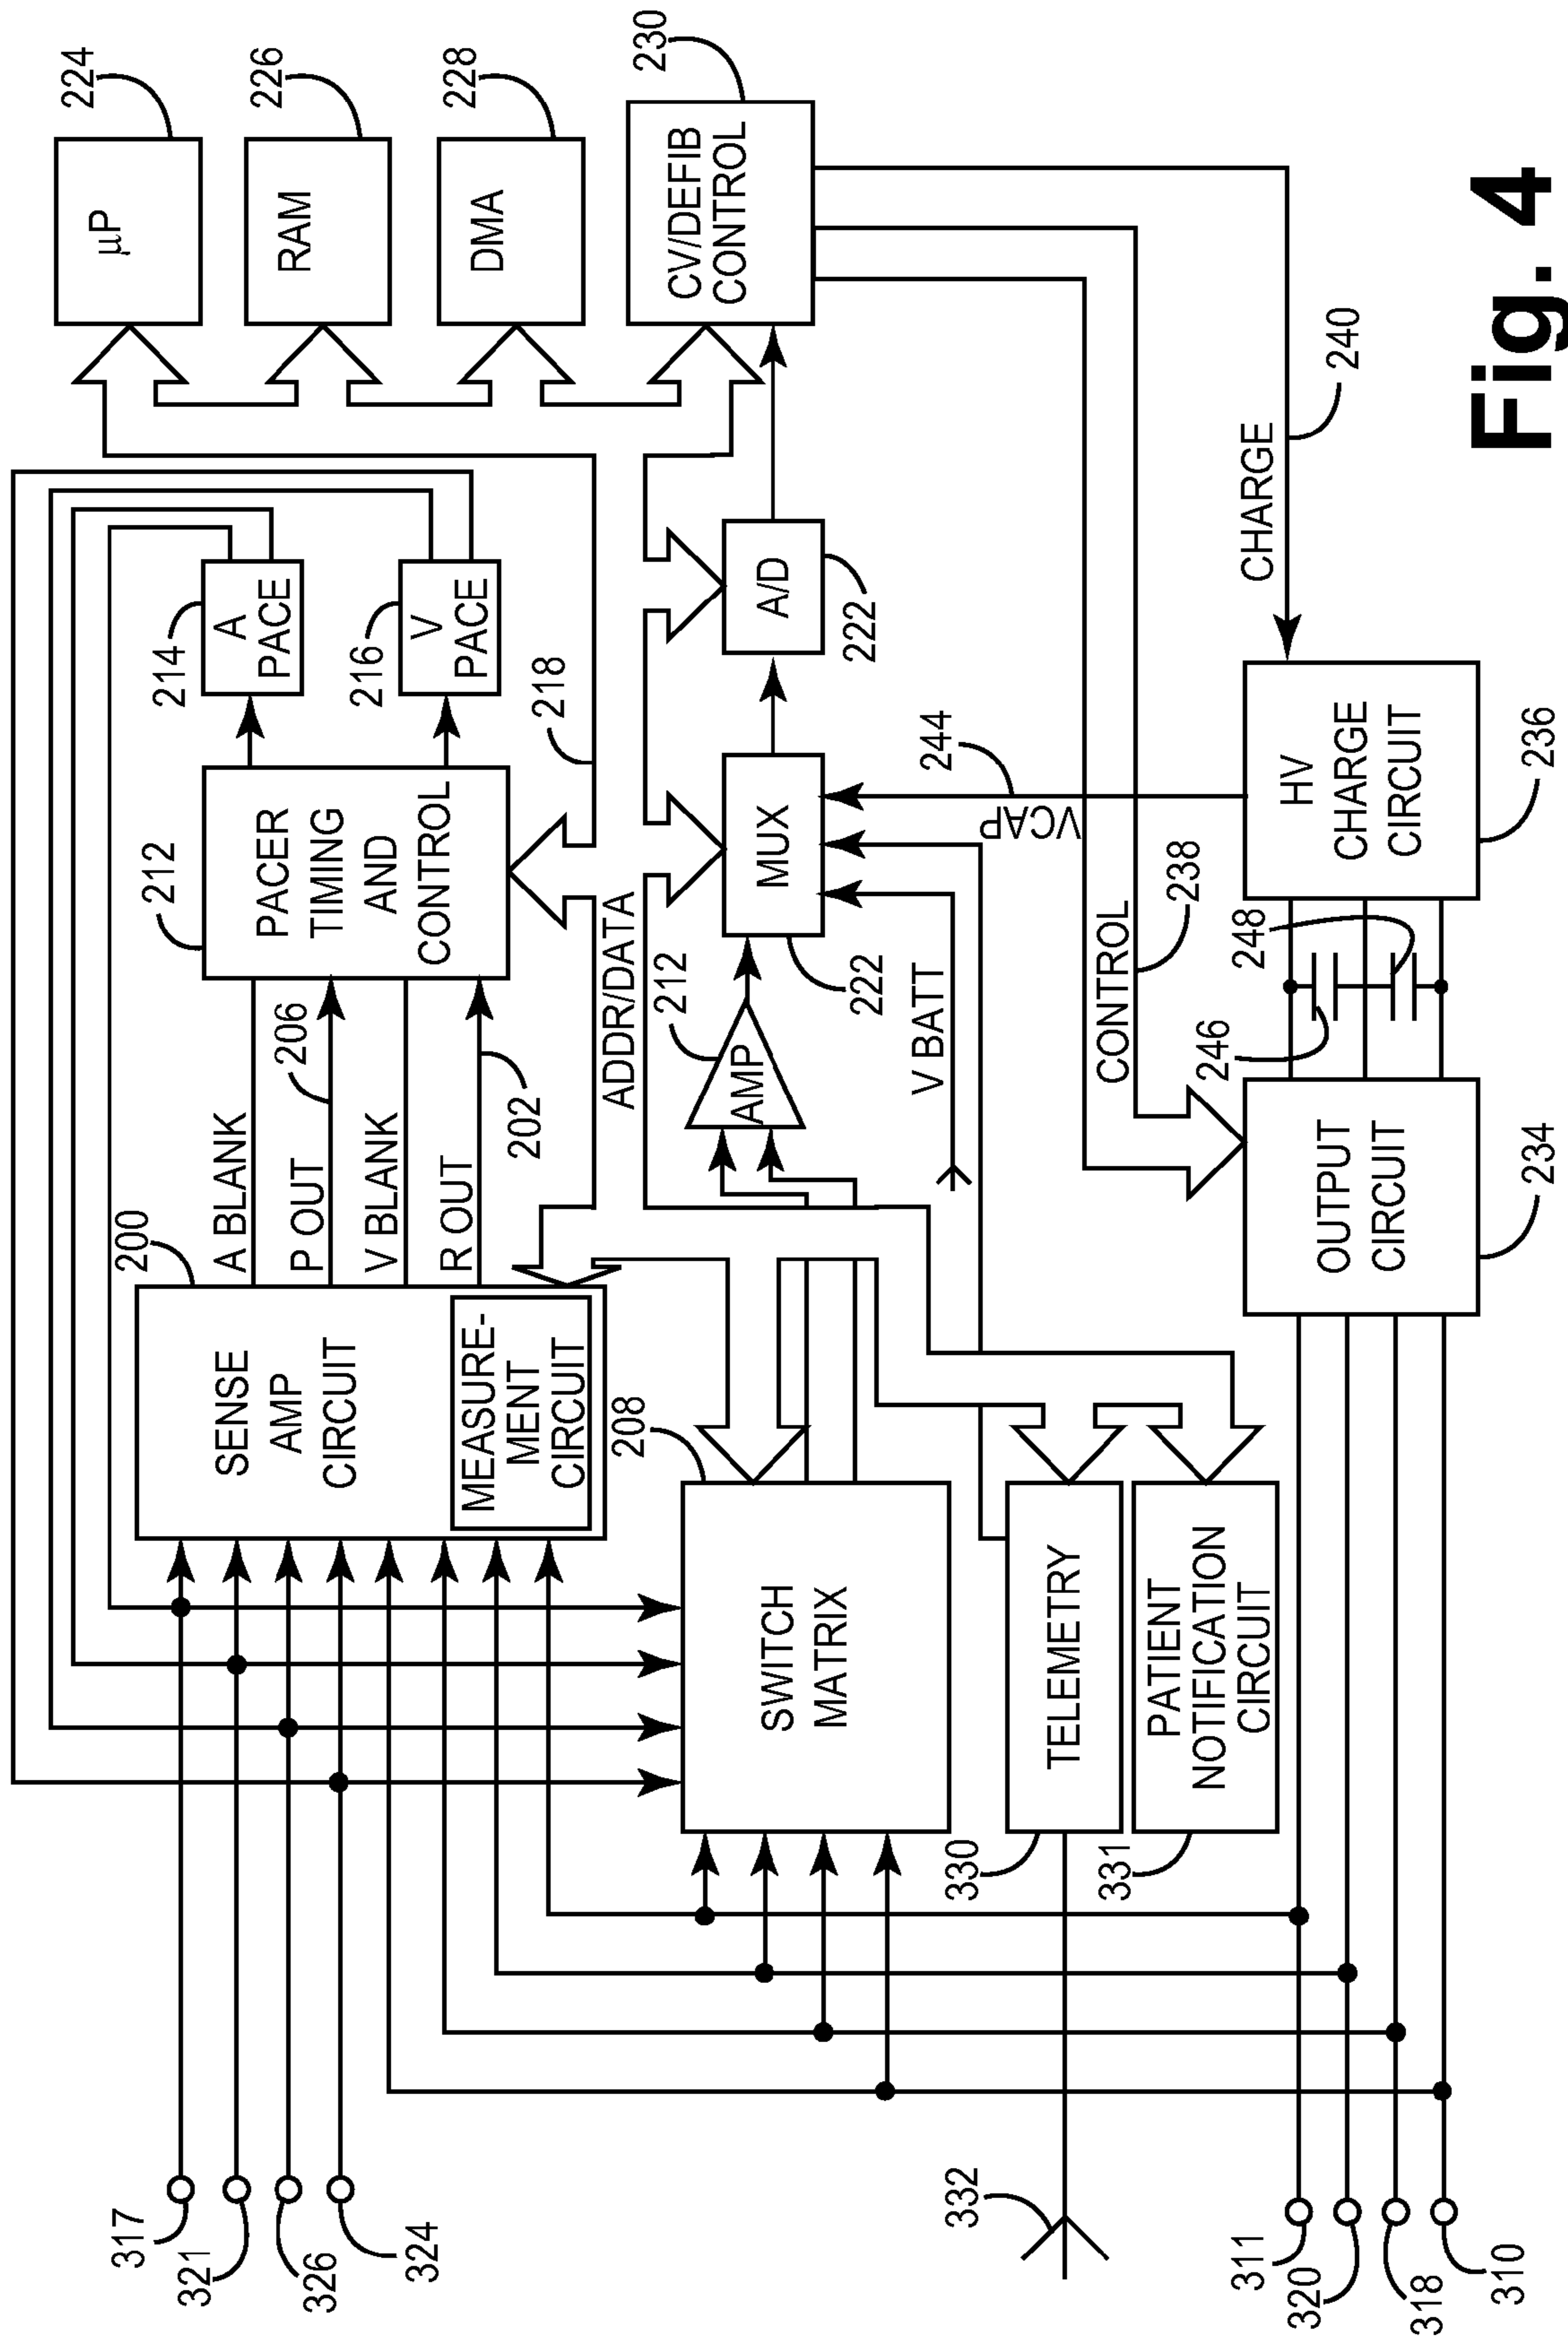 317
321
326
324
332
311
320
318
310
200
SENSE
AMP
CIRCUIT
MEASURE-
MENT
CIRCUIT
A BLANK
P OUT
206
V BLANK
R OUT
202
212
PACER
TIMING
AND
CONTROL
214
A
PACE
216
V
PACE
218
ADDR/DATA
224
µP
226
RAM
228
DMA
230
CV/DEFIB
CONTROL
208
SWITCH
MATRIX
212
AMP
MUX
222
A/D
222
V BATT
VCAP
244
330
TELEMETRY
331
PATIENT
NOTIFICATION
CIRCUIT
CONTROL
238
CHARGE
240
OUTPUT
CIRCUIT
234
246
248
HV
CHARGE
CIRCUIT
236
Fig. 4